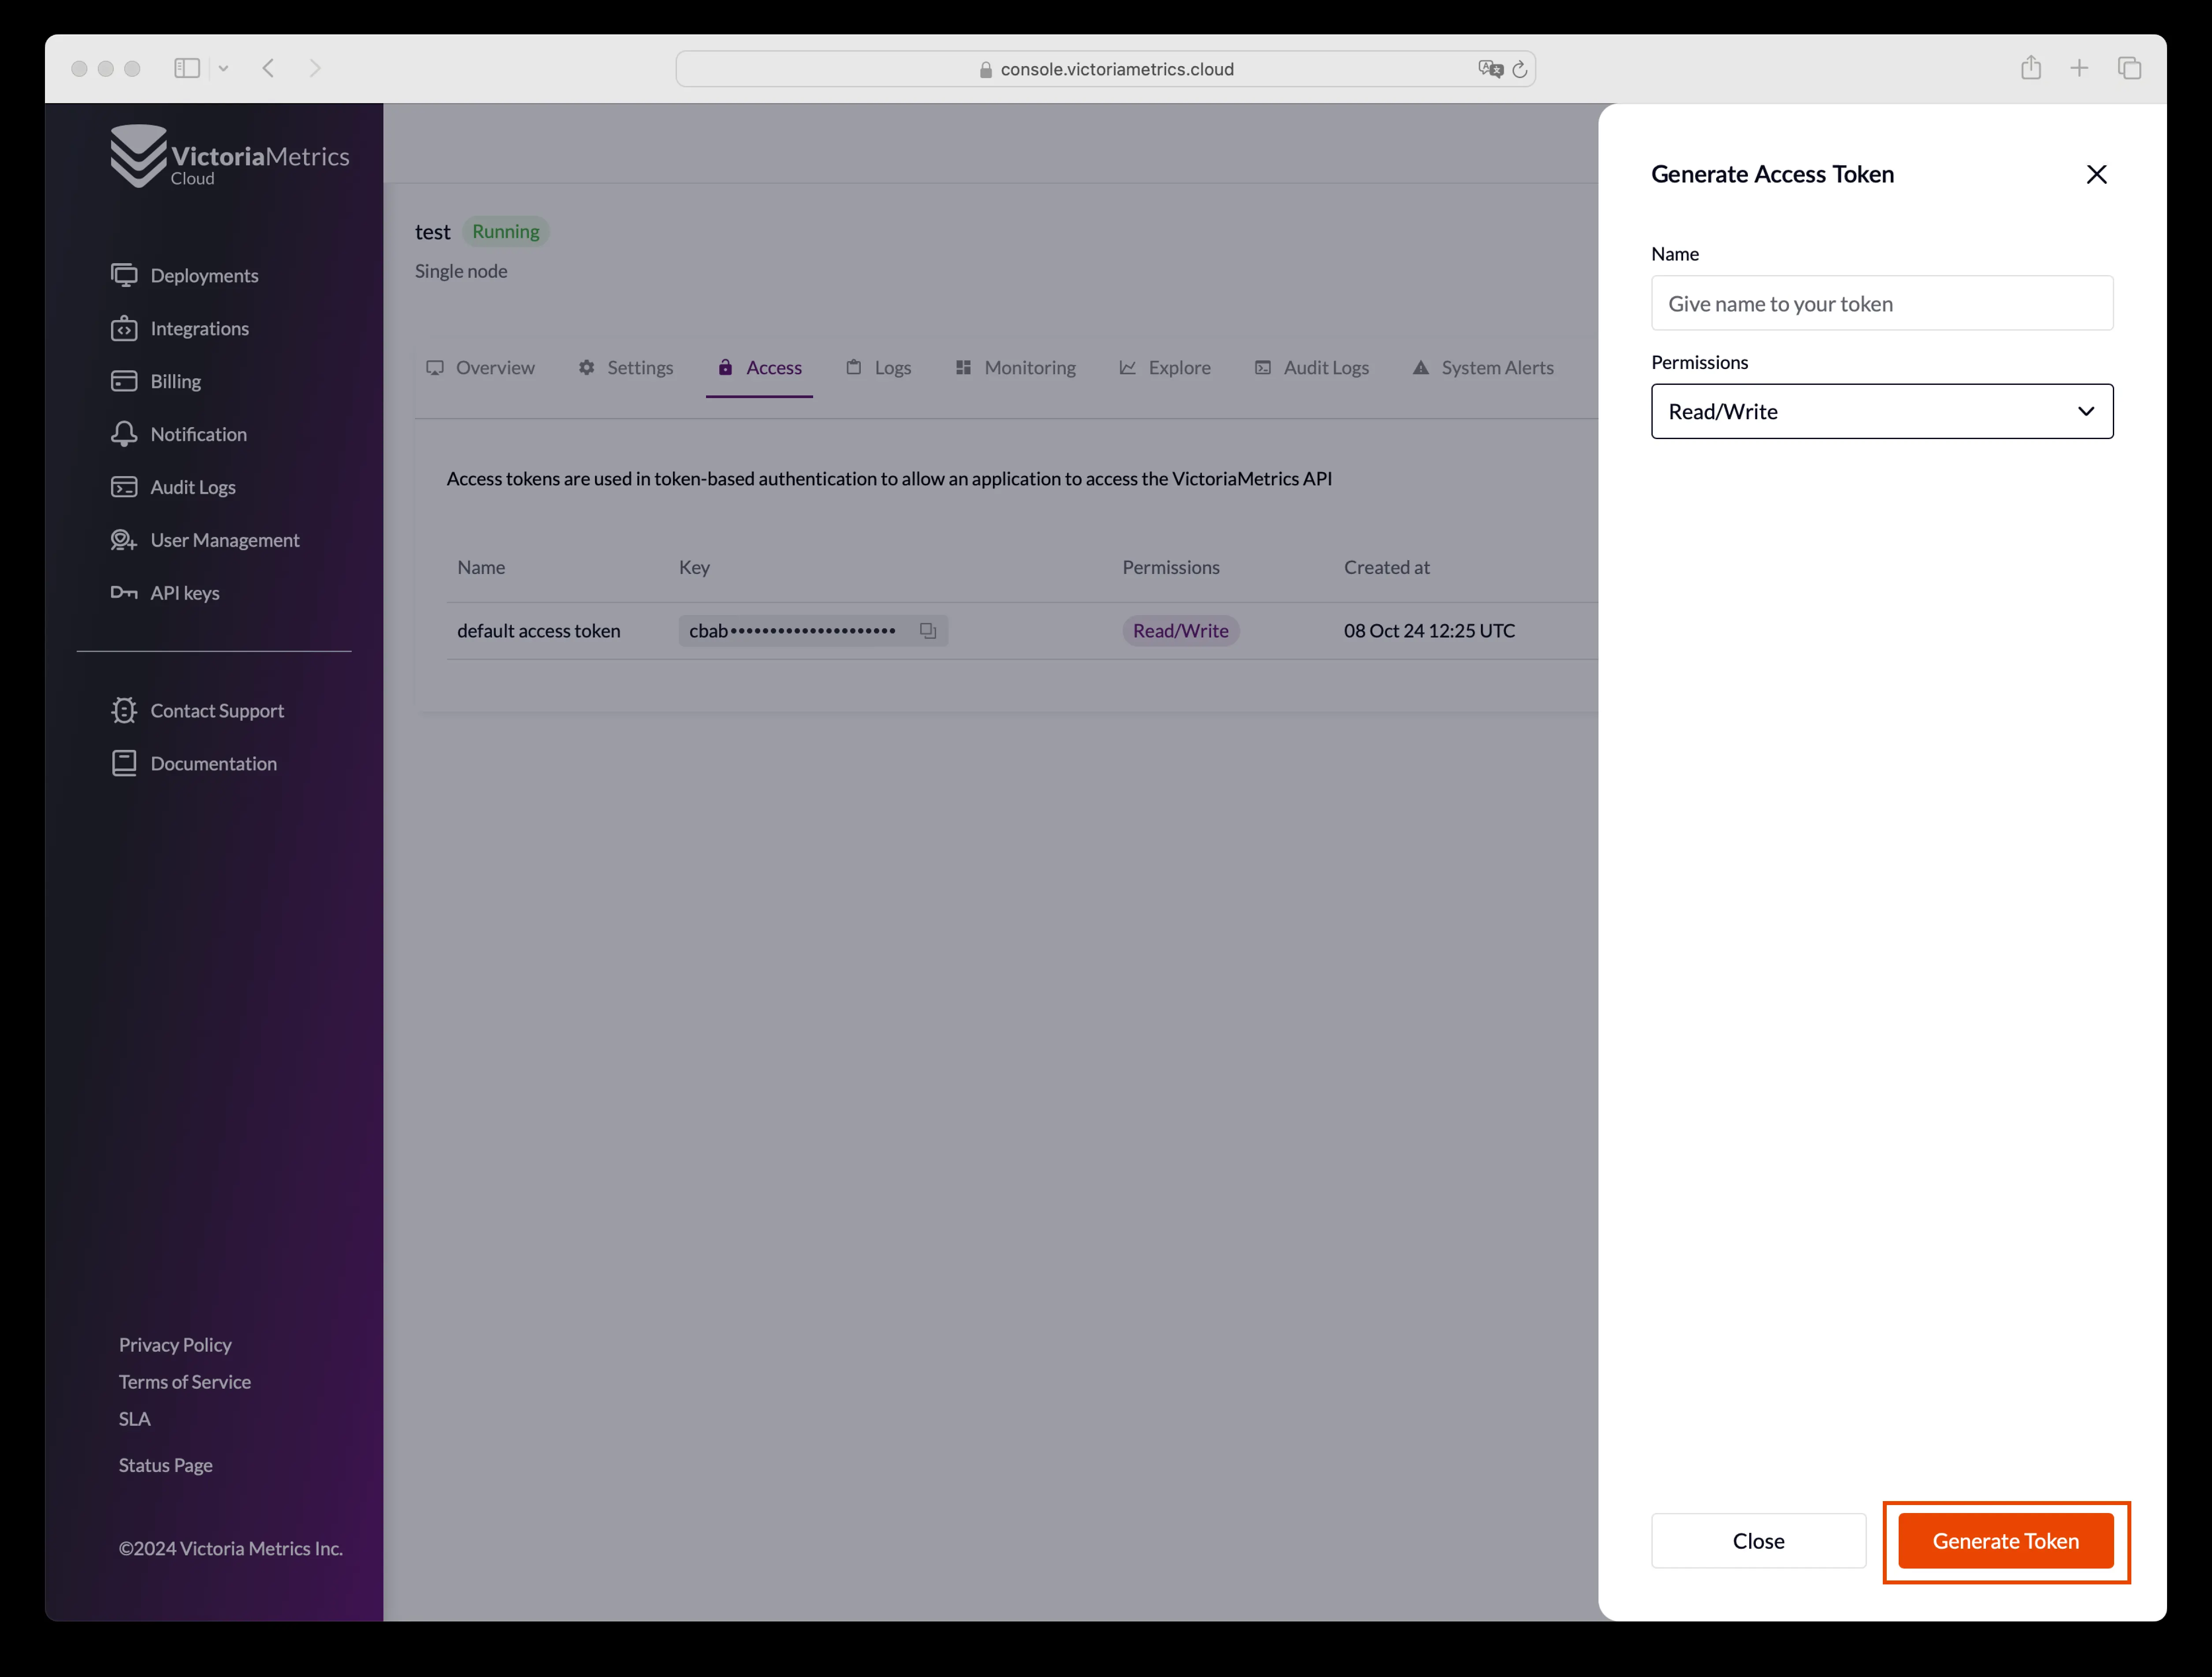 console.victoriametrics.cloud
VictoriaMetrics
Cloud
Deployments
Integrations
Billing
Notification
Audit Logs
User Management
API keys
Contact Support
Documentation
Privacy Policy
Terms of Service
SLA
Status Page
©2024 Victoria Metrics Inc.
test Running
Single node
Overview Settings Access Logs Monitoring Explore Audit Logs System Alerts
Access tokens are used in token-based authentication to allow an application to access the VictoriaMetrics API
Name Key Permissions Created at
default access token cbab••••••••••••••••••••• Read/Write 08 Oct 24 12:25 UTC
Generate Access Token
Name
Give name to your token
Permissions
Read/Write
Close Generate Token